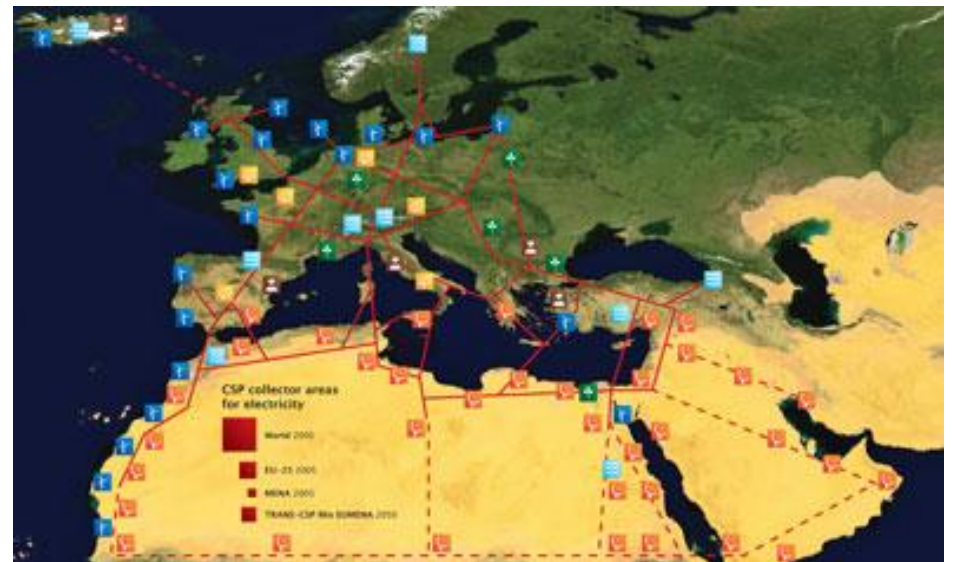 CSP collector areas
for electricity
World 2005
EU-25 2005
MENA 2005
TRANS-CSP Mix EUMENA 2050